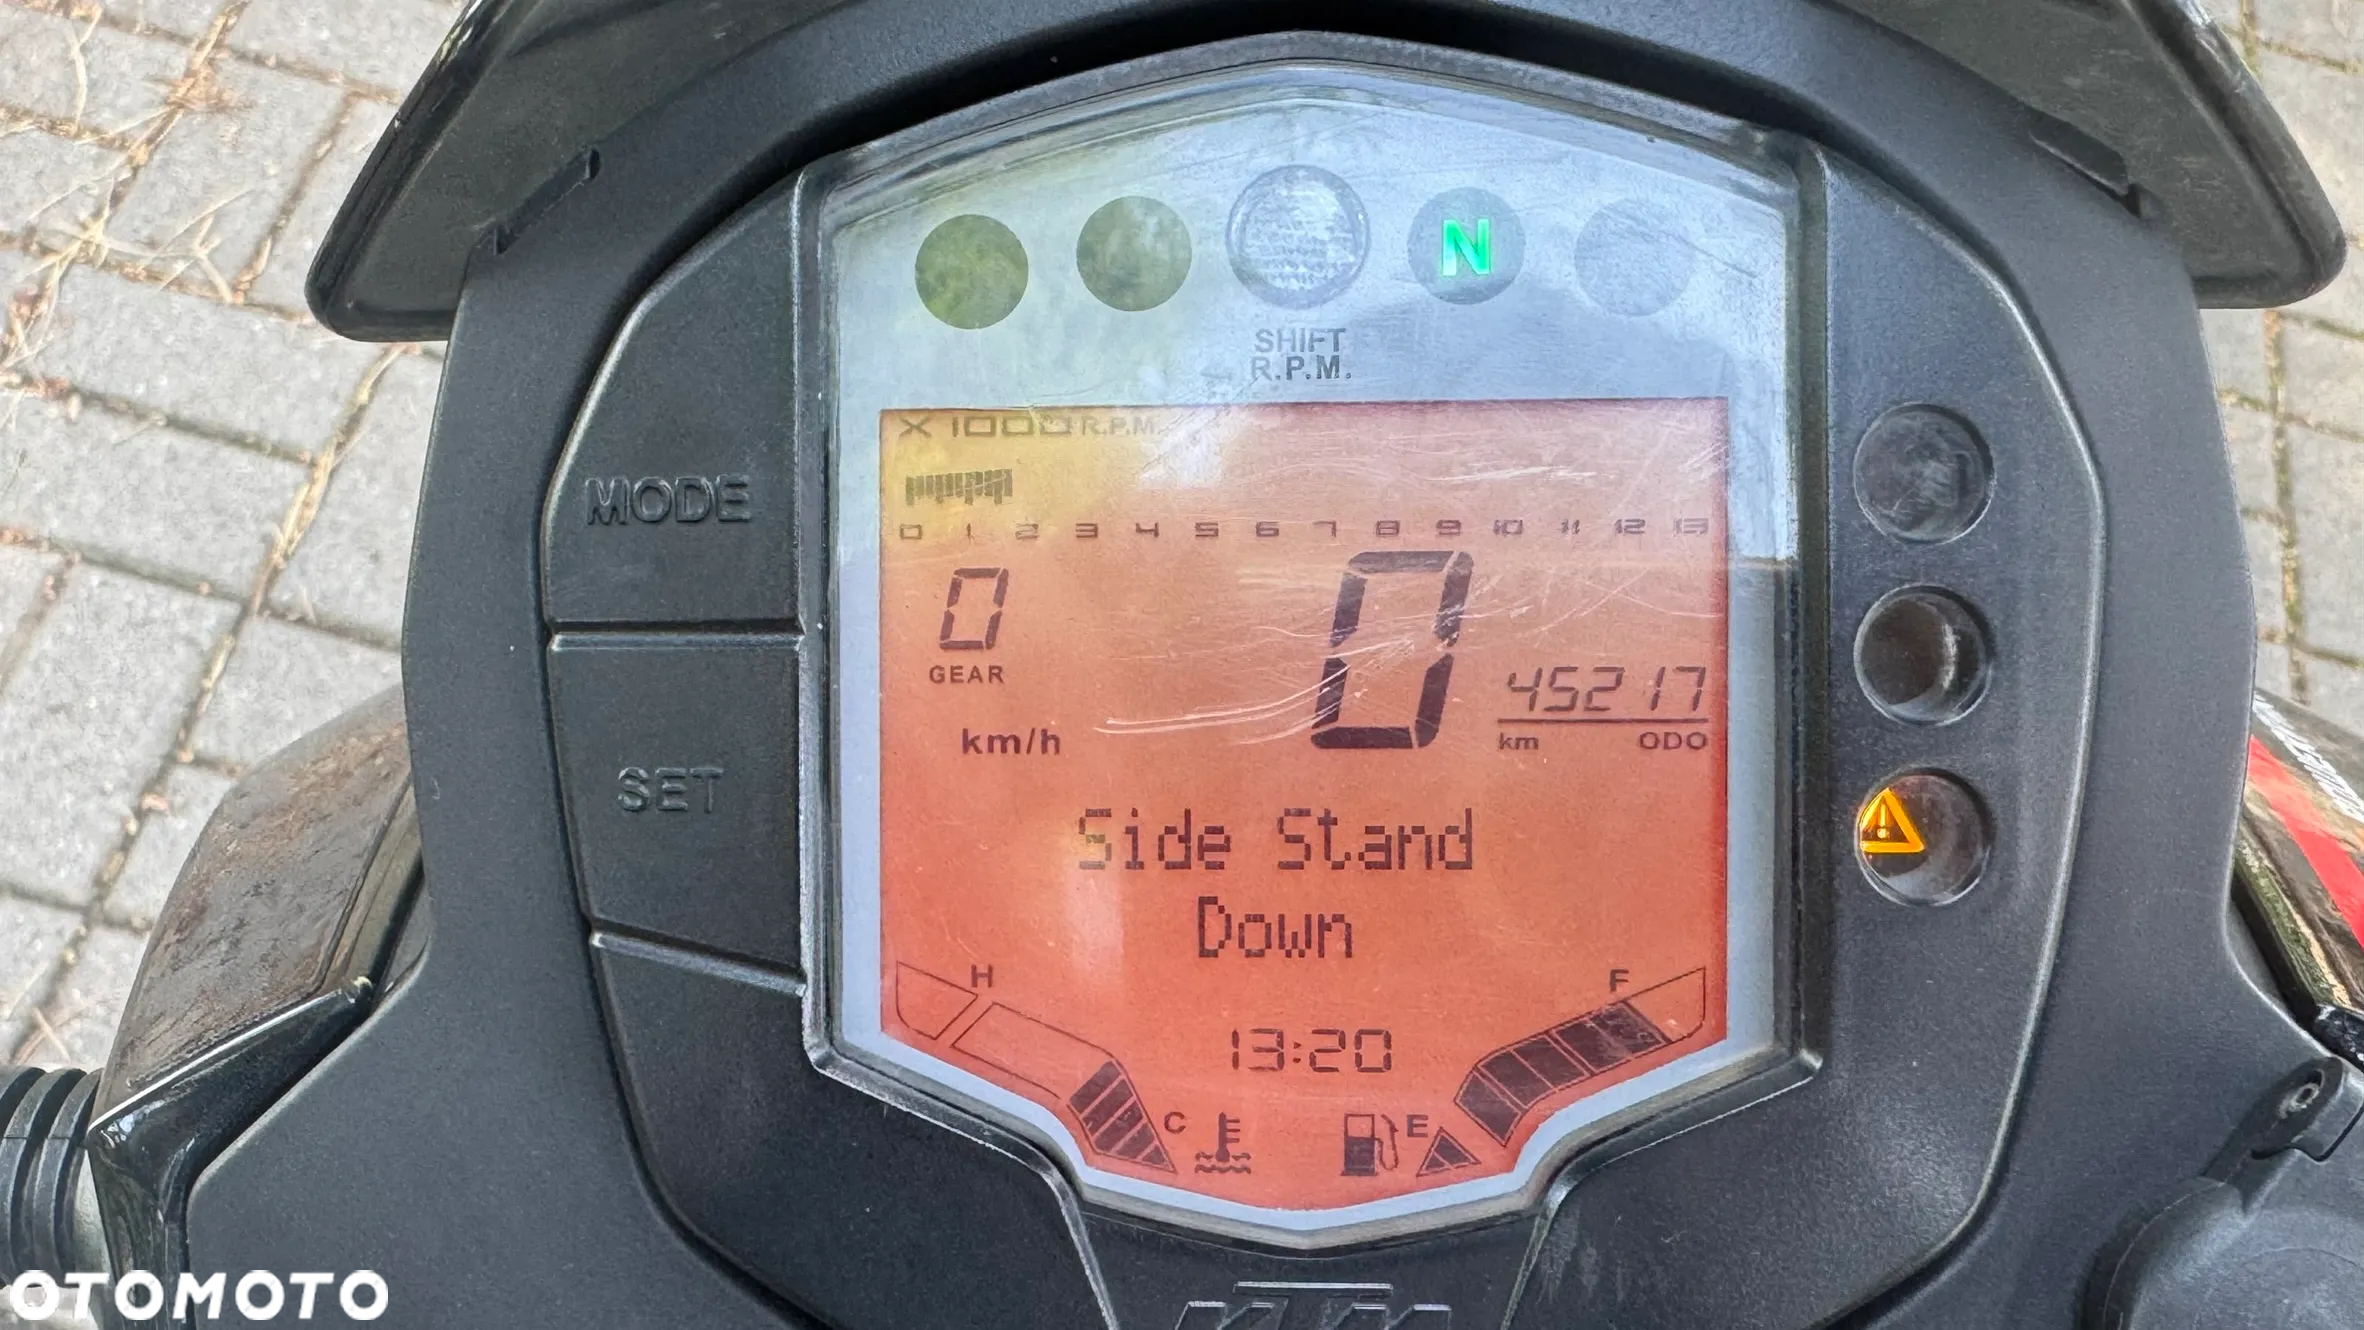 N
SHIFT
R.P.M.
X 1000 R.P.M.
0 1 2 3 4 5 6 7 8 9 10 11 12 13
MODE
0
GEAR
0
45217
km/h
km ODO
SET
Side Stand
Down
H F
13:20
C E
OTOMOTO
KTM